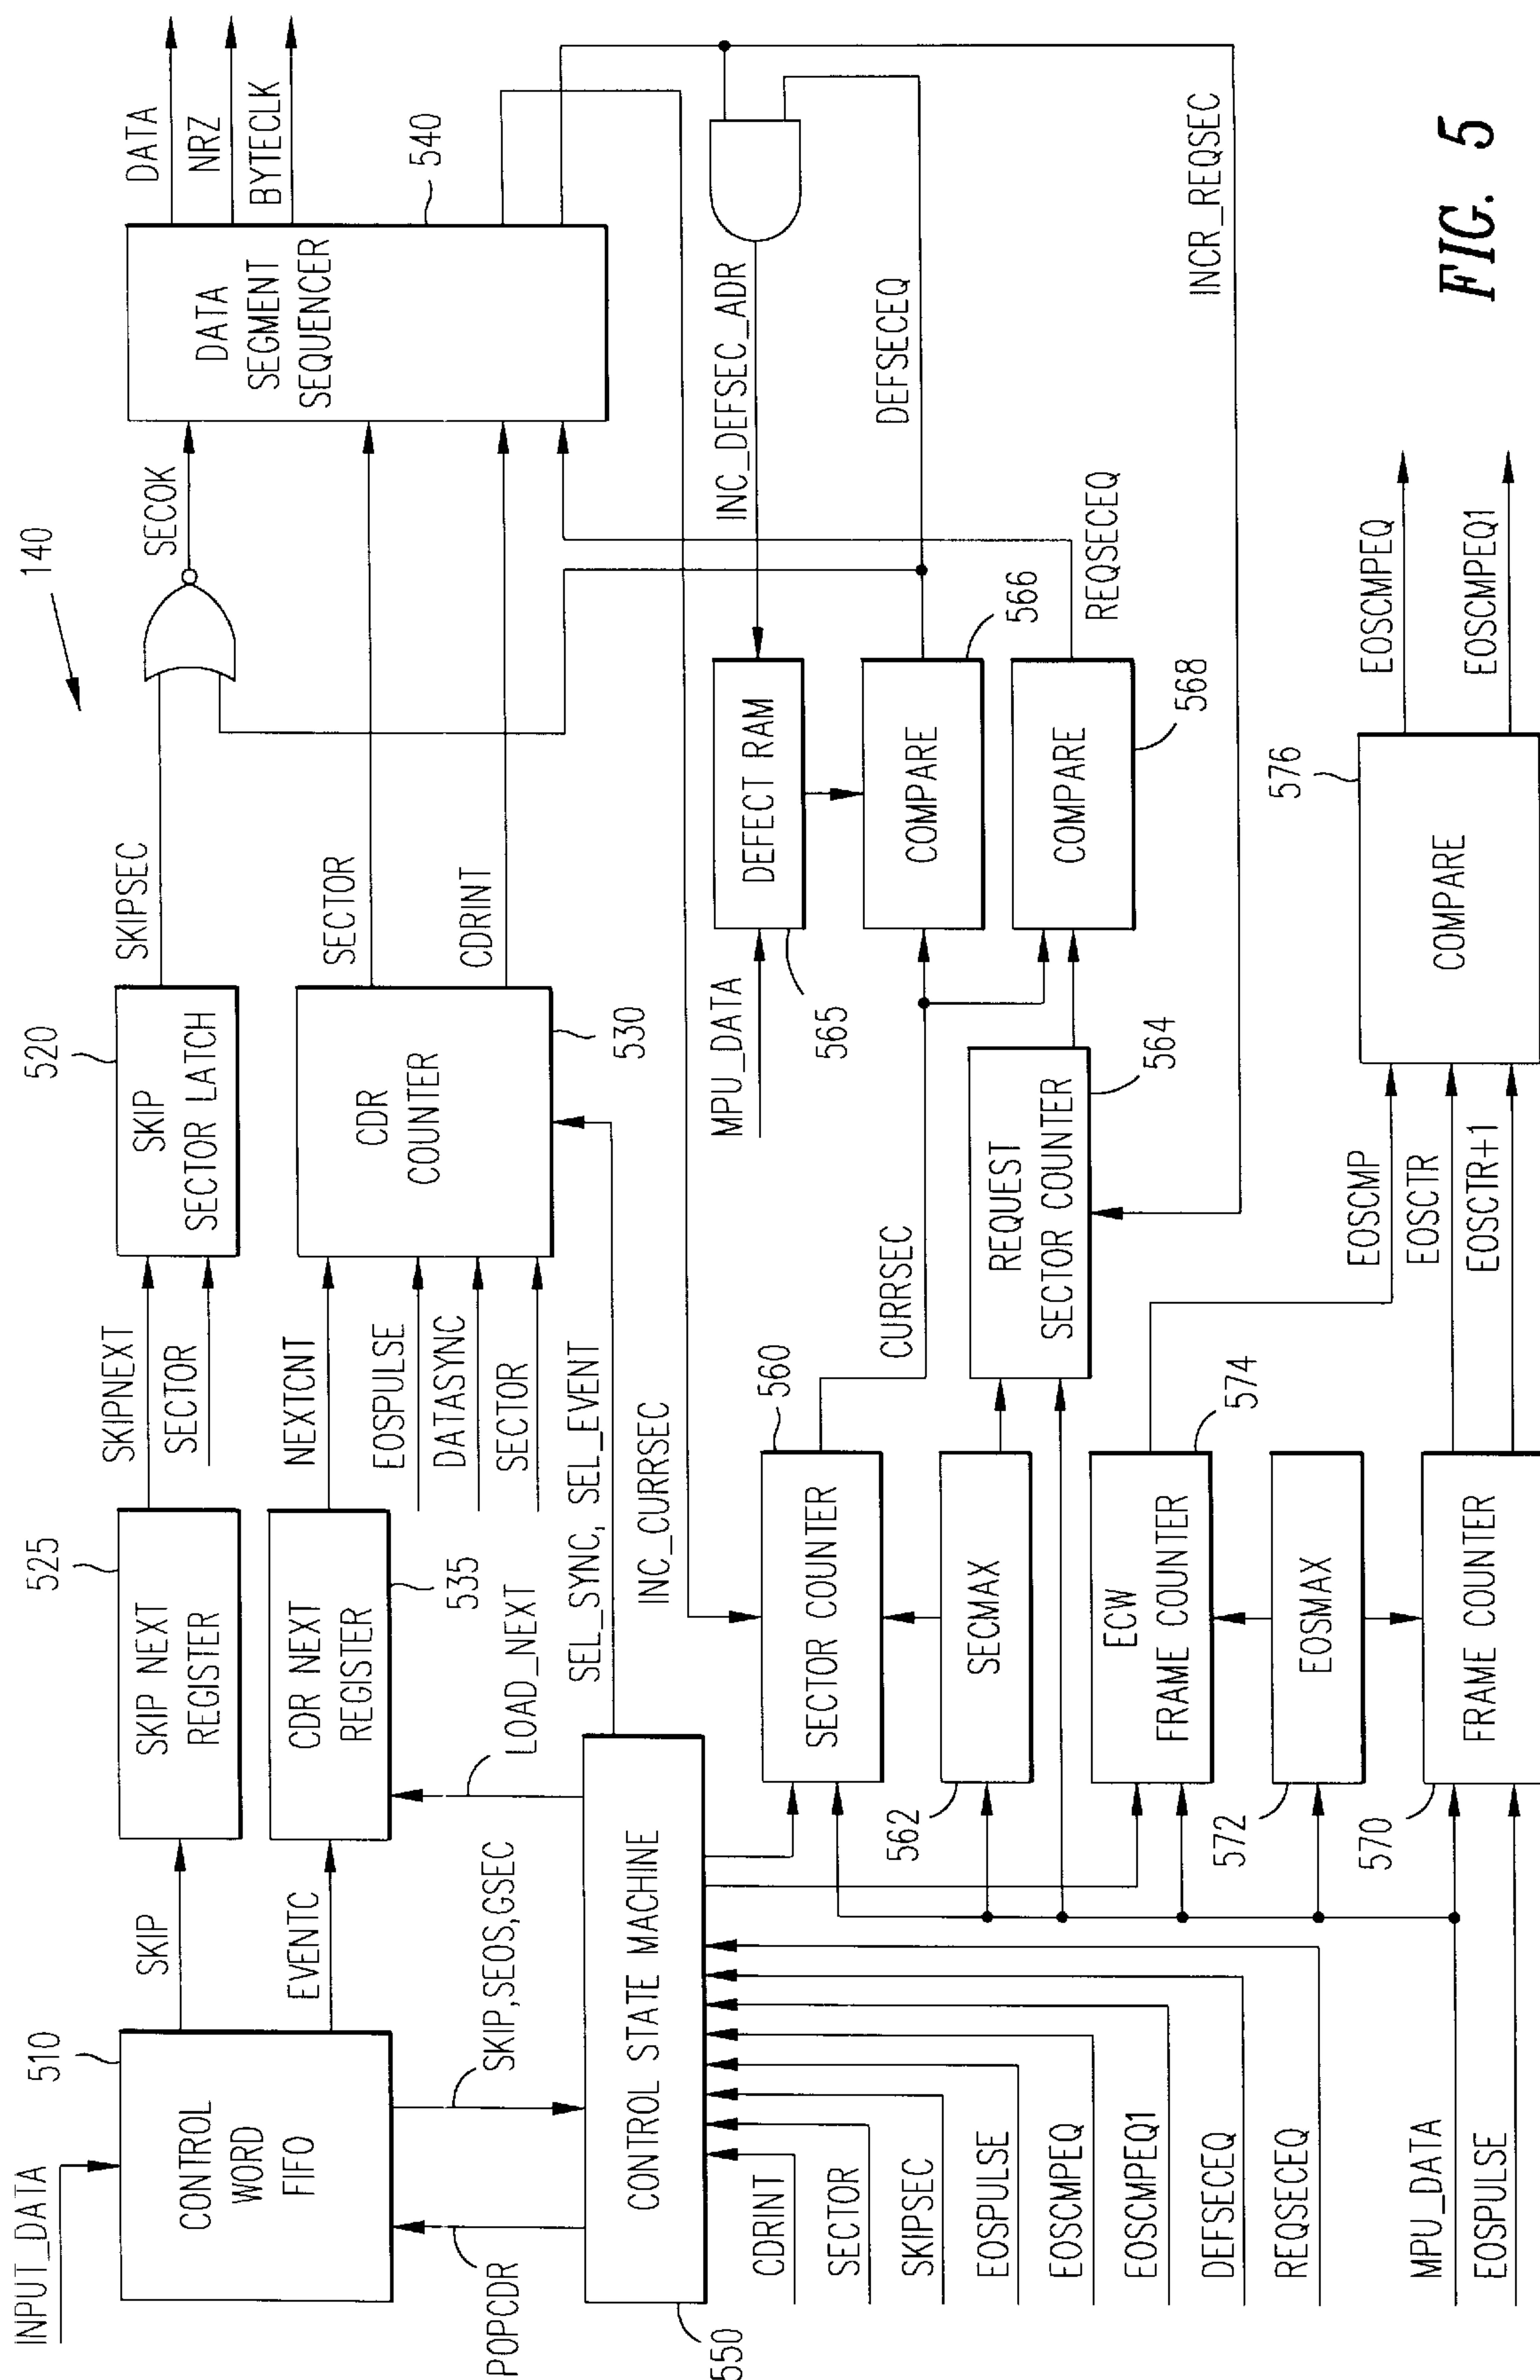 INPUT_DATA
510
CONTROL
WORD
FIFO
SKIP
EVENTC
525
SKIP NEXT
REGISTER
SKIPNEXT
SECTOR
520
SKIP
SECTOR LATCH
SKIPSEC
140
SECOK
DATA
NRZ
BYTECLK
540
DATA
SEGMENT
SEQUENCER
CDR NEXT
REGISTER
535
NEXTCNT
EOSPULSE
DATASYNC
SECTOR
CDR
COUNTER
530
SECTOR
CDRINT
POPCDR
SKIP,SEOS,GSEC
LOAD_NEXT
SEL_SYNC, SEL_EVENT
INC_CURRSEC
CONTROL STATE MACHINE
550
CDRINT
SECTOR
SKIPSEC
EOSPULSE
EOSCMPEQ
EOSCMPEQ1
DEFSECEQ
REQSECEQ
MPU_DATA
EOSPULSE
560
SECTOR COUNTER
562
SECMAX
CURRSEC
REQUEST
SECTOR COUNTER
564
MPU_DATA
565
DEFECT RAM
INC_DEFSEC_ADR
COMPARE
566
DEFSECEQ
COMPARE
568
REQSECEQ
INCR_REQSEC
ECW
FRAME COUNTER
574
572
EOSMAX
570
FRAME COUNTER
EOSCMP
EOSCTR
EOSCTR+1
576
COMPARE
EOSCMPEQ
EOSCMPEQ1
FIG. 5